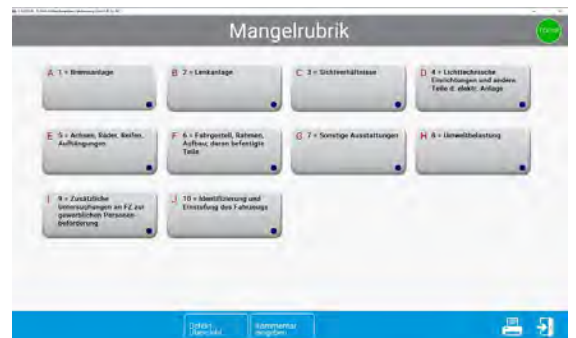 Mangelrubrik
A 1 = Bremsanlage
B 2 = Lenkanlage
C 3 = Sichtverhältnisse
D 4 = Lichttechnische
Einrichtungen und andere
Teile d. elektr. Anlage
E 5 = Achsen, Räder, Reifen,
Aufhängungen
F 6 = Fahrgestell, Rahmen,
Aufbau; daran befestigte
Teile
G 7 = Sonstige Ausstattungen
H 8 = Umweltbelastung
I 9 = Zusätzliche
Untersuchungen an FZ zur
gewerblichen Personen-
beförderung
J 10 = Identifizierung und
Einstufung des Fahrzeugs
Kommentar
eingeben